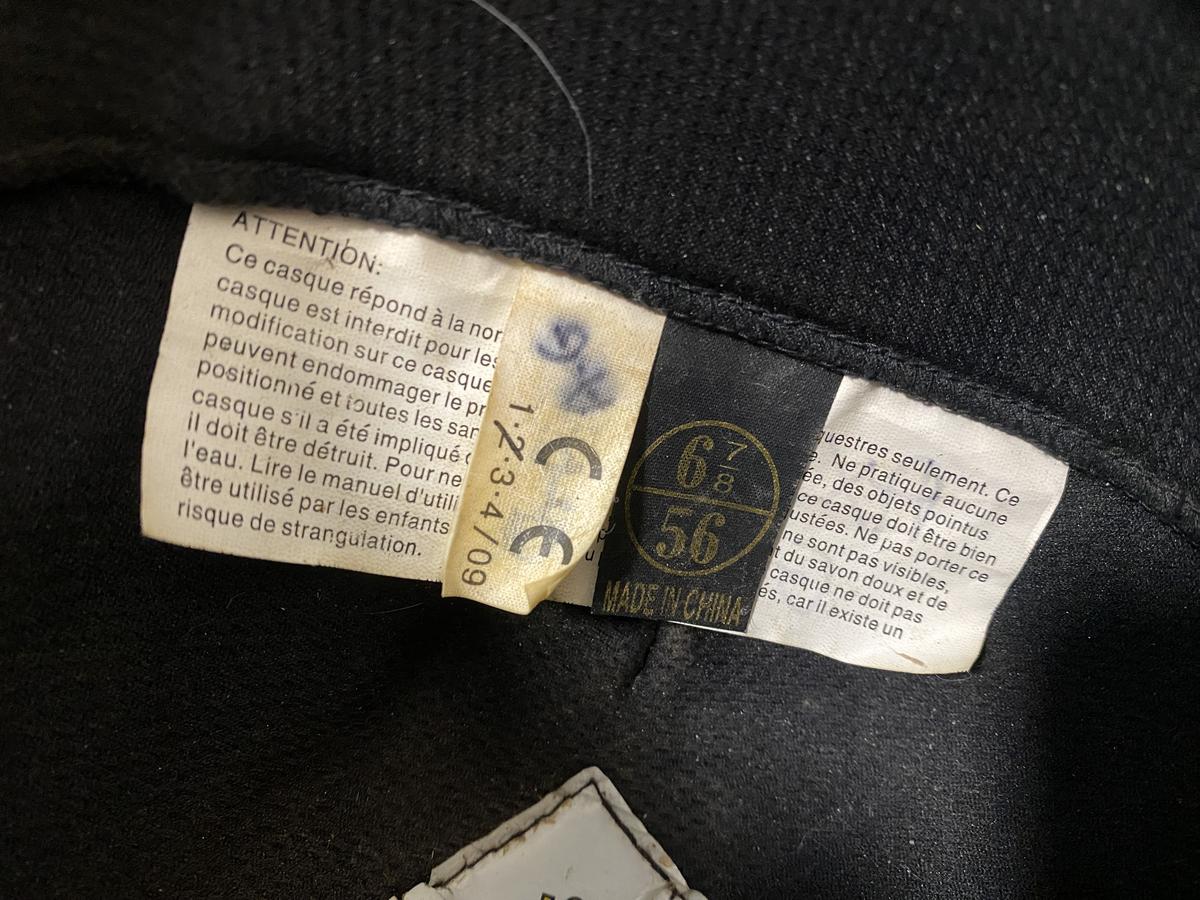 ATTENTION:
Ce casque répond à la nor
casque est interdit pour les
modification sur ce casque
peuvent endommager le pr
positionné et toutes les san
casque s'il a été impliqué
il doit être détruit. Pour ne
l'eau. Lire le manuel d'utili
être utilisé par les enfants
risque de strangulation.
1·2·3·4/09
CE
6 7/8
56
MADE IN CHINA
questres seulement. Ce
e. Ne pratiquer aucune
ée, des objets pointus
ce casque doit être bien
justées. Ne pas porter ce
ne sont pas visibles,
t du savon doux et de
casque ne doit pas
és, car il existe un